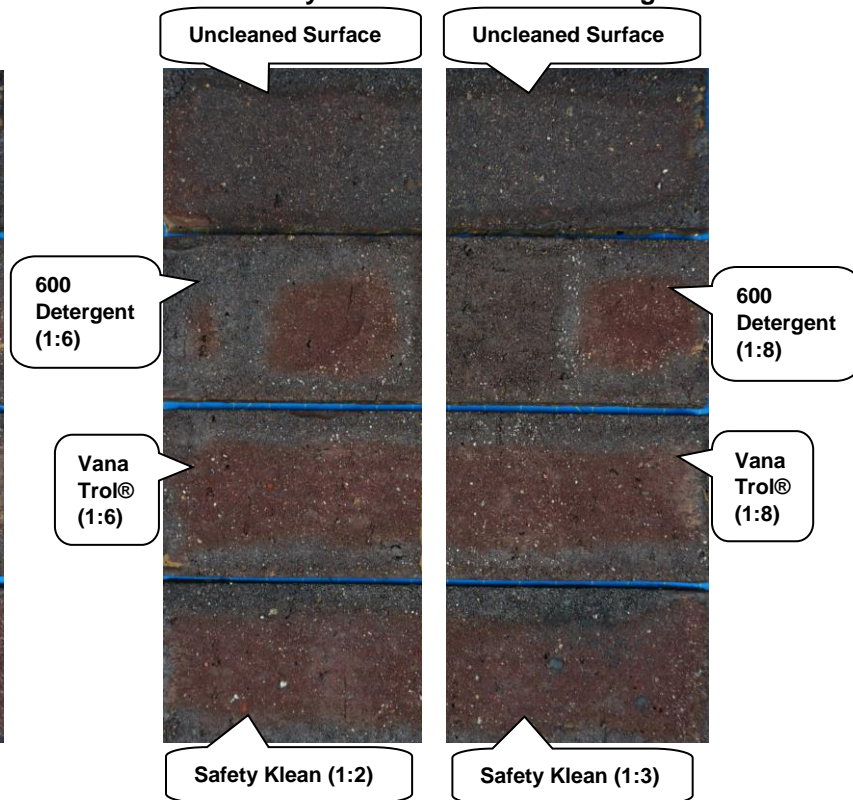 Uncleaned Surface
Uncleaned Surface
600
Detergent
(1:6)
600
Detergent
(1:8)
Vana
Trol®
(1:6)
Vana
Trol®
(1:8)
Safety Klean (1:2)
Safety Klean (1:3)